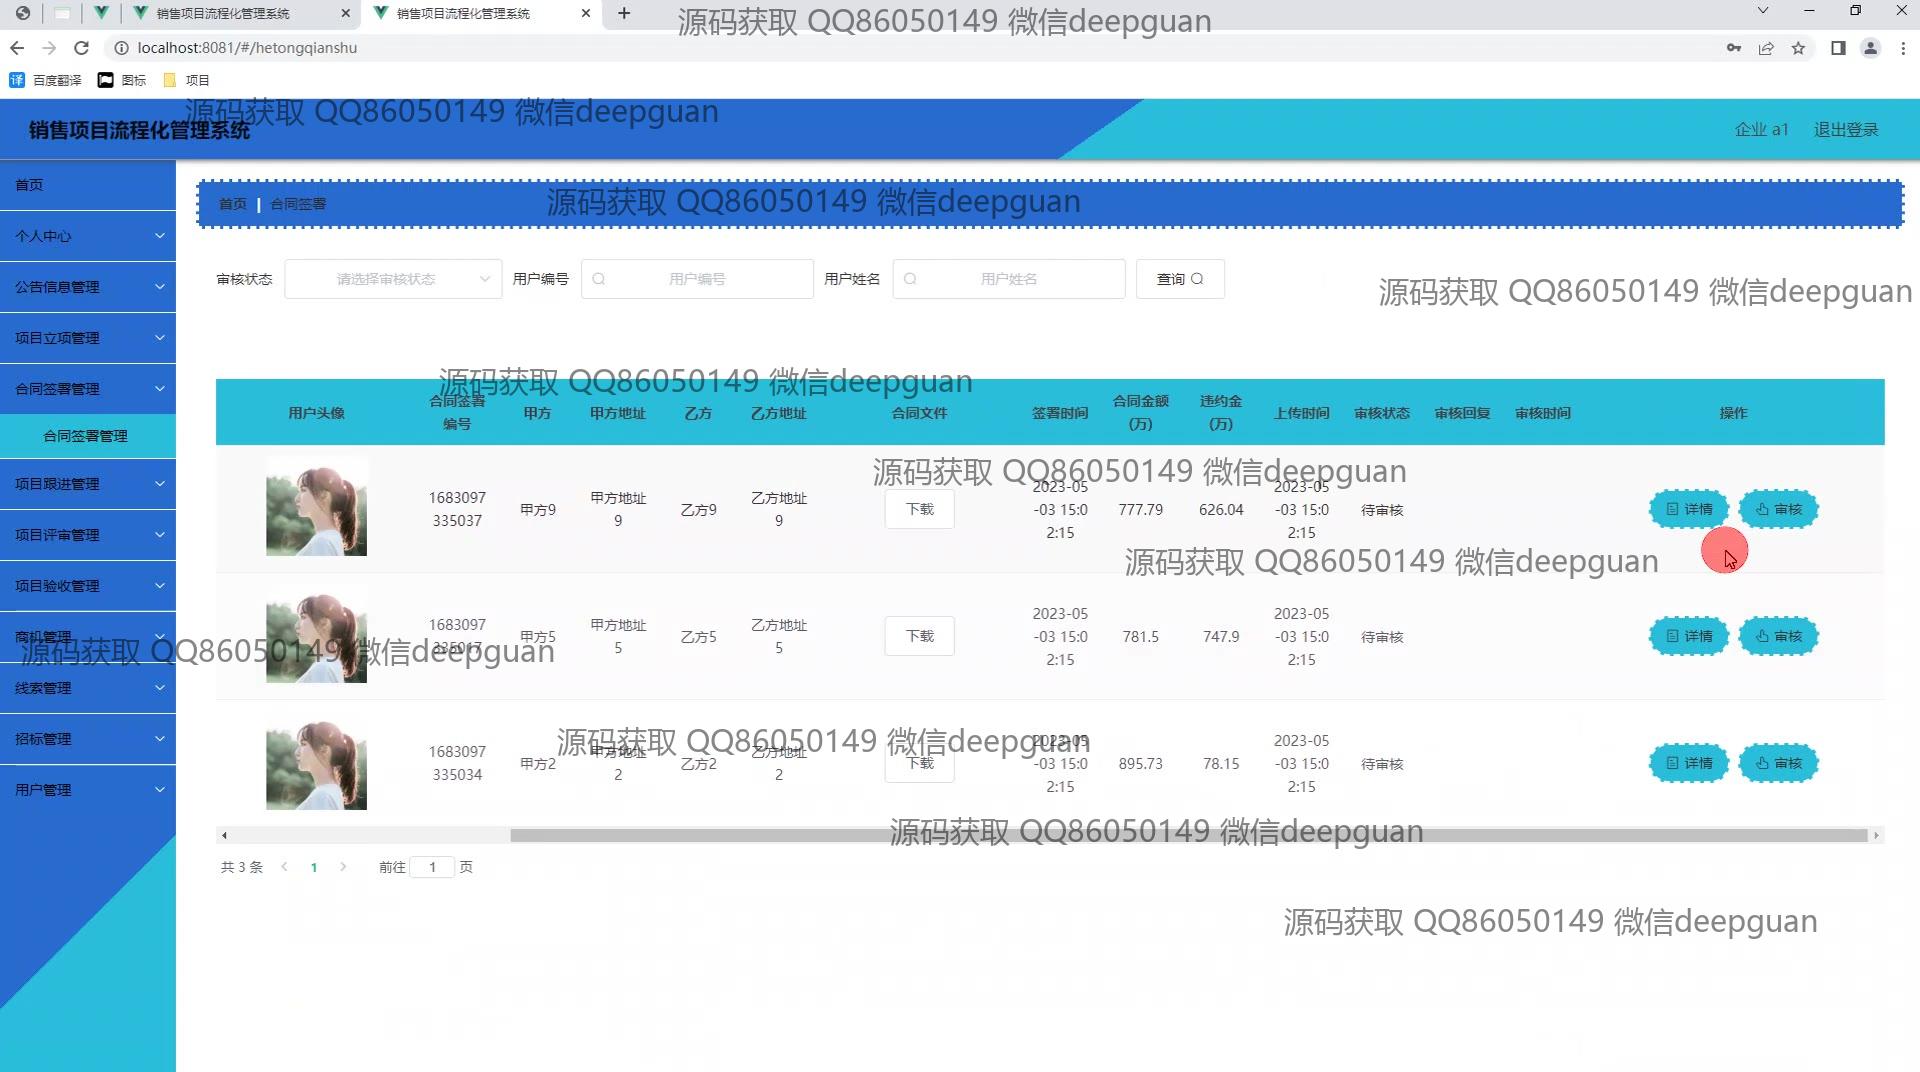 销售项目流程化管理系统
销售项目流程化管理系统
源码获取 QQ86050149 微信deepguan
localhost:8081/#/hetongqianshu
译 百度翻译 图标 项目
源码获取 QQ86050149 微信deepguan
销售项目流程化管理系统
企业 a1 退出登录
首页
个人中心
公告信息管理
项目立项管理
合同签署管理
合同签署管理
项目跟进管理
项目评审管理
项目验收管理
商机管理
线索管理
招标管理
用户管理
首页 | 合同签署
源码获取 QQ86050149 微信deepguan
审核状态 请选择审核状态 用户编号 用户编号 用户姓名 用户姓名 查询
源码获取 QQ86050149 微信deepguan
源码获取 QQ86050149 微信deepguan
用户头像 合同签署编号 甲方 甲方地址 乙方 乙方地址 合同文件 签署时间 合同金额(万) 违约金(万) 上传时间 审核状态 审核回复 审核时间 操作
源码获取 QQ86050149 微信deepguan
1683097335037 甲方9 甲方地址9 乙方9 乙方地址9 下载 2023-05-03 15:02:15 777.79 626.04 2023-05-03 15:02:15 待审核 详情 审核
源码获取 QQ86050149 微信deepguan
1683097335017 甲方5 甲方地址5 乙方5 乙方地址5 下载 2023-05-03 15:02:15 781.5 747.9 2023-05-03 15:02:15 待审核 详情 审核
源码获取 QQ86050149 微信deepguan
源码获取 QQ86050149 微信deepguan
1683097335034 甲方2 甲方地址2 乙方2 乙方地址2 下载 2023-05-03 15:02:15 895.73 78.15 2023-05-03 15:02:15 待审核 详情 审核
源码获取 QQ86050149 微信deepguan
共 3 条 1 前往 1 页
源码获取 QQ86050149 微信deepguan